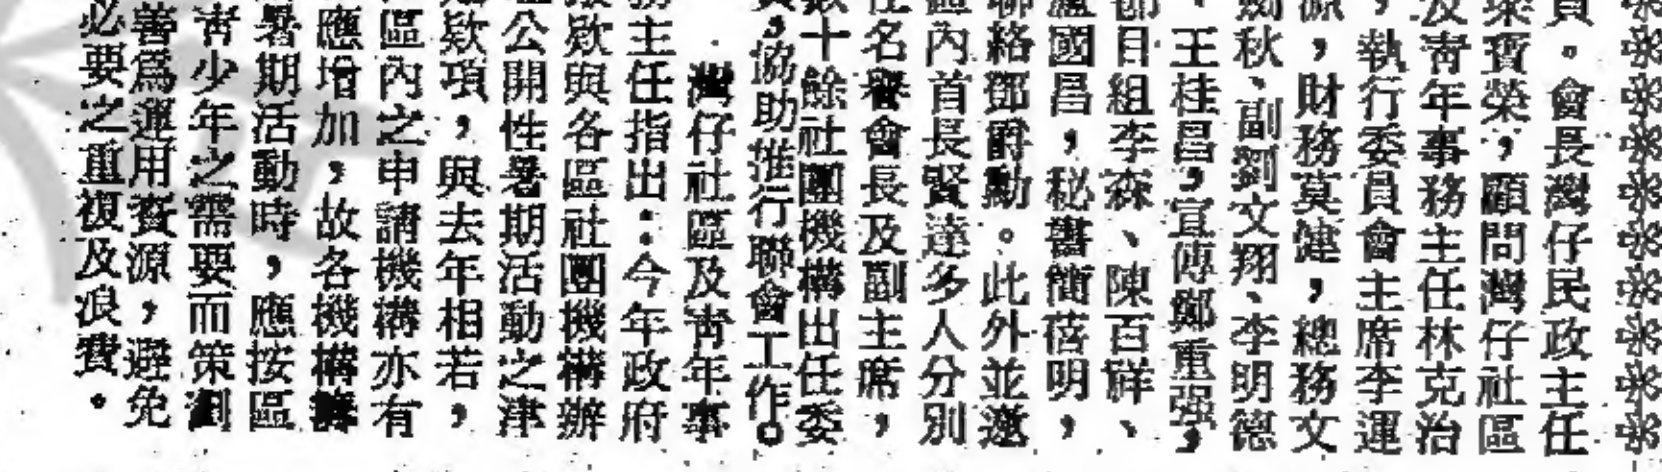 員。會長灣仔民政主任
榮寶榮，顧問灣仔社區
及靑年事務主任林克治
，執行委員會主席李運
源，財務莫健，總務文
秋、副劉文翔、李明德
、王桂昌，宣傳鄭重强，
節目組李森、陳百祥、
盧國昌，秘書簡蓓明，
聯絡鄧爵勳。此外並邀
區內首長賢達多人分別
任名譽會長及副主席，
數十餘社團機構出任委
員，協助推行聯會工作。
灣仔社區及靑年事
務主任指出：今年政府
撥欵與各區社團機構辦
公開性暑期活動之津
貼欵項，與去年相若，
區內之申請機構亦有
應增加，故各機構籌
暑期活動時，應按區
靑少年之需要而策劃
善爲運用資源，避免
必要之重複及浪費。